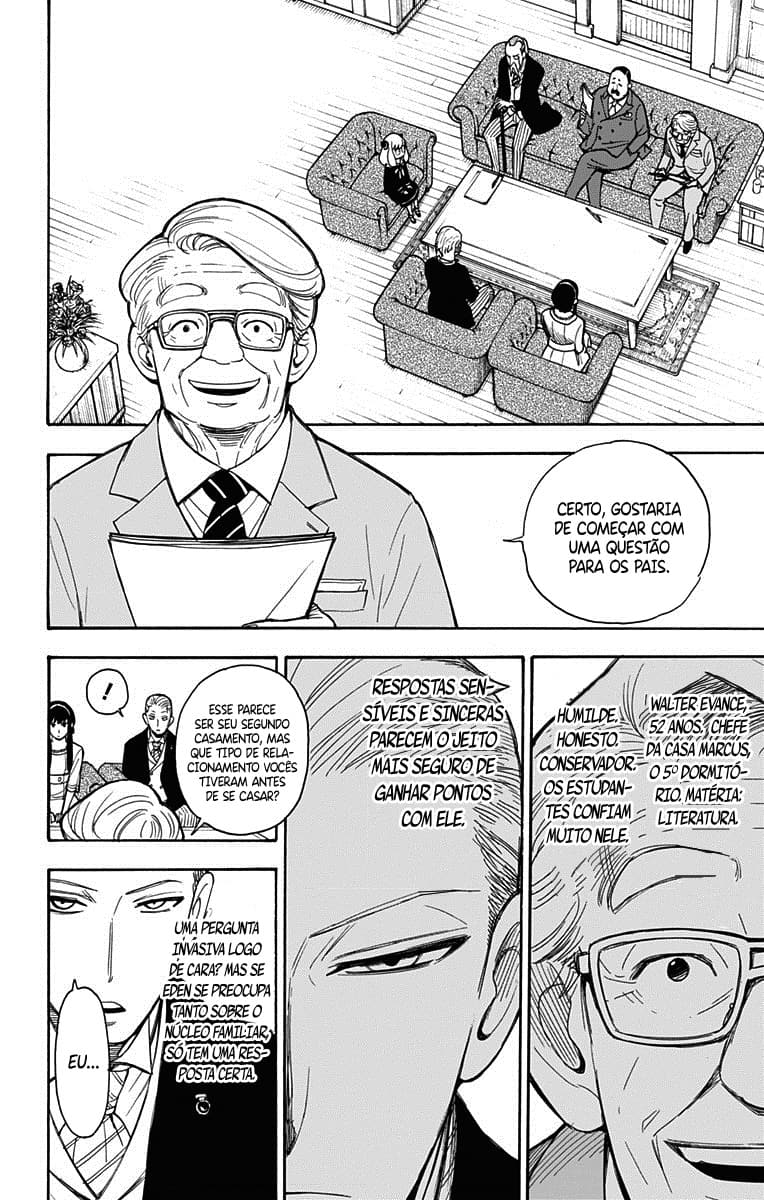 CERTO, GOSTARIA
DE COMEÇAR COM
UMA QUESTÃO
PARA OS PAIS.
WALTER EVANCE,
52 ANOS. CHEFE
DA CASA MARCUS,
O 5º DORMITÓ-
RIO. MATÉRIA:
LITERATURA.
HUMILDE.
HONESTO.
CONSERVADOR.
OS ESTUDAN-
TES CONFIAM
MUITO NELE.
RESPOSTAS SEN-
SÍVEIS E SINCERAS
PARECEM O JEITO
MAIS SEGURO DE
GANHAR PONTOS
COM ELE.
ESSE PARECE
SER SEU SEGUNDO
CASAMENTO, MAS
QUE TIPO DE RELA-
CIONAMENTO VOCÊS
TIVERAM ANTES
DE SE CASAR?
!
UMA PERGUNTA
INVASIVA LOGO
DE CARA? MAS SE
EDEN SE PREOCUPA
TANTO SOBRE O
NÚCLEO FAMILIAR,
SÓ TEM UMA RES-
POSTA CERTA.
EU...